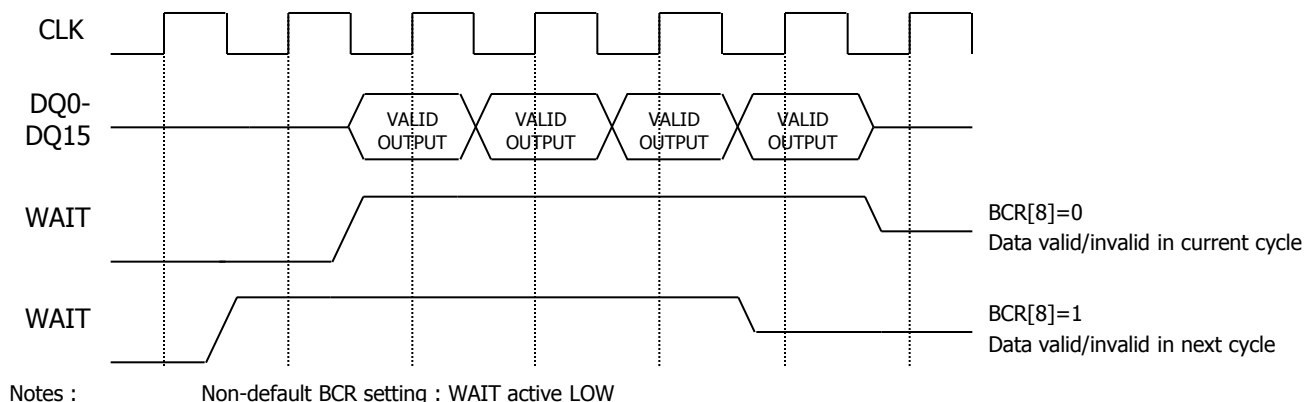 CLK
DQ0-
DQ15
VALID VALID VALID VALID
OUTPUT OUTPUT OUTPUT OUTPUT
WAIT
BCR[8]=0
Data valid/invalid in current cycle
WAIT
BCR[8]=1
Data valid/invalid in next cycle
Notes : Non-default BCR setting : WAIT active LOW